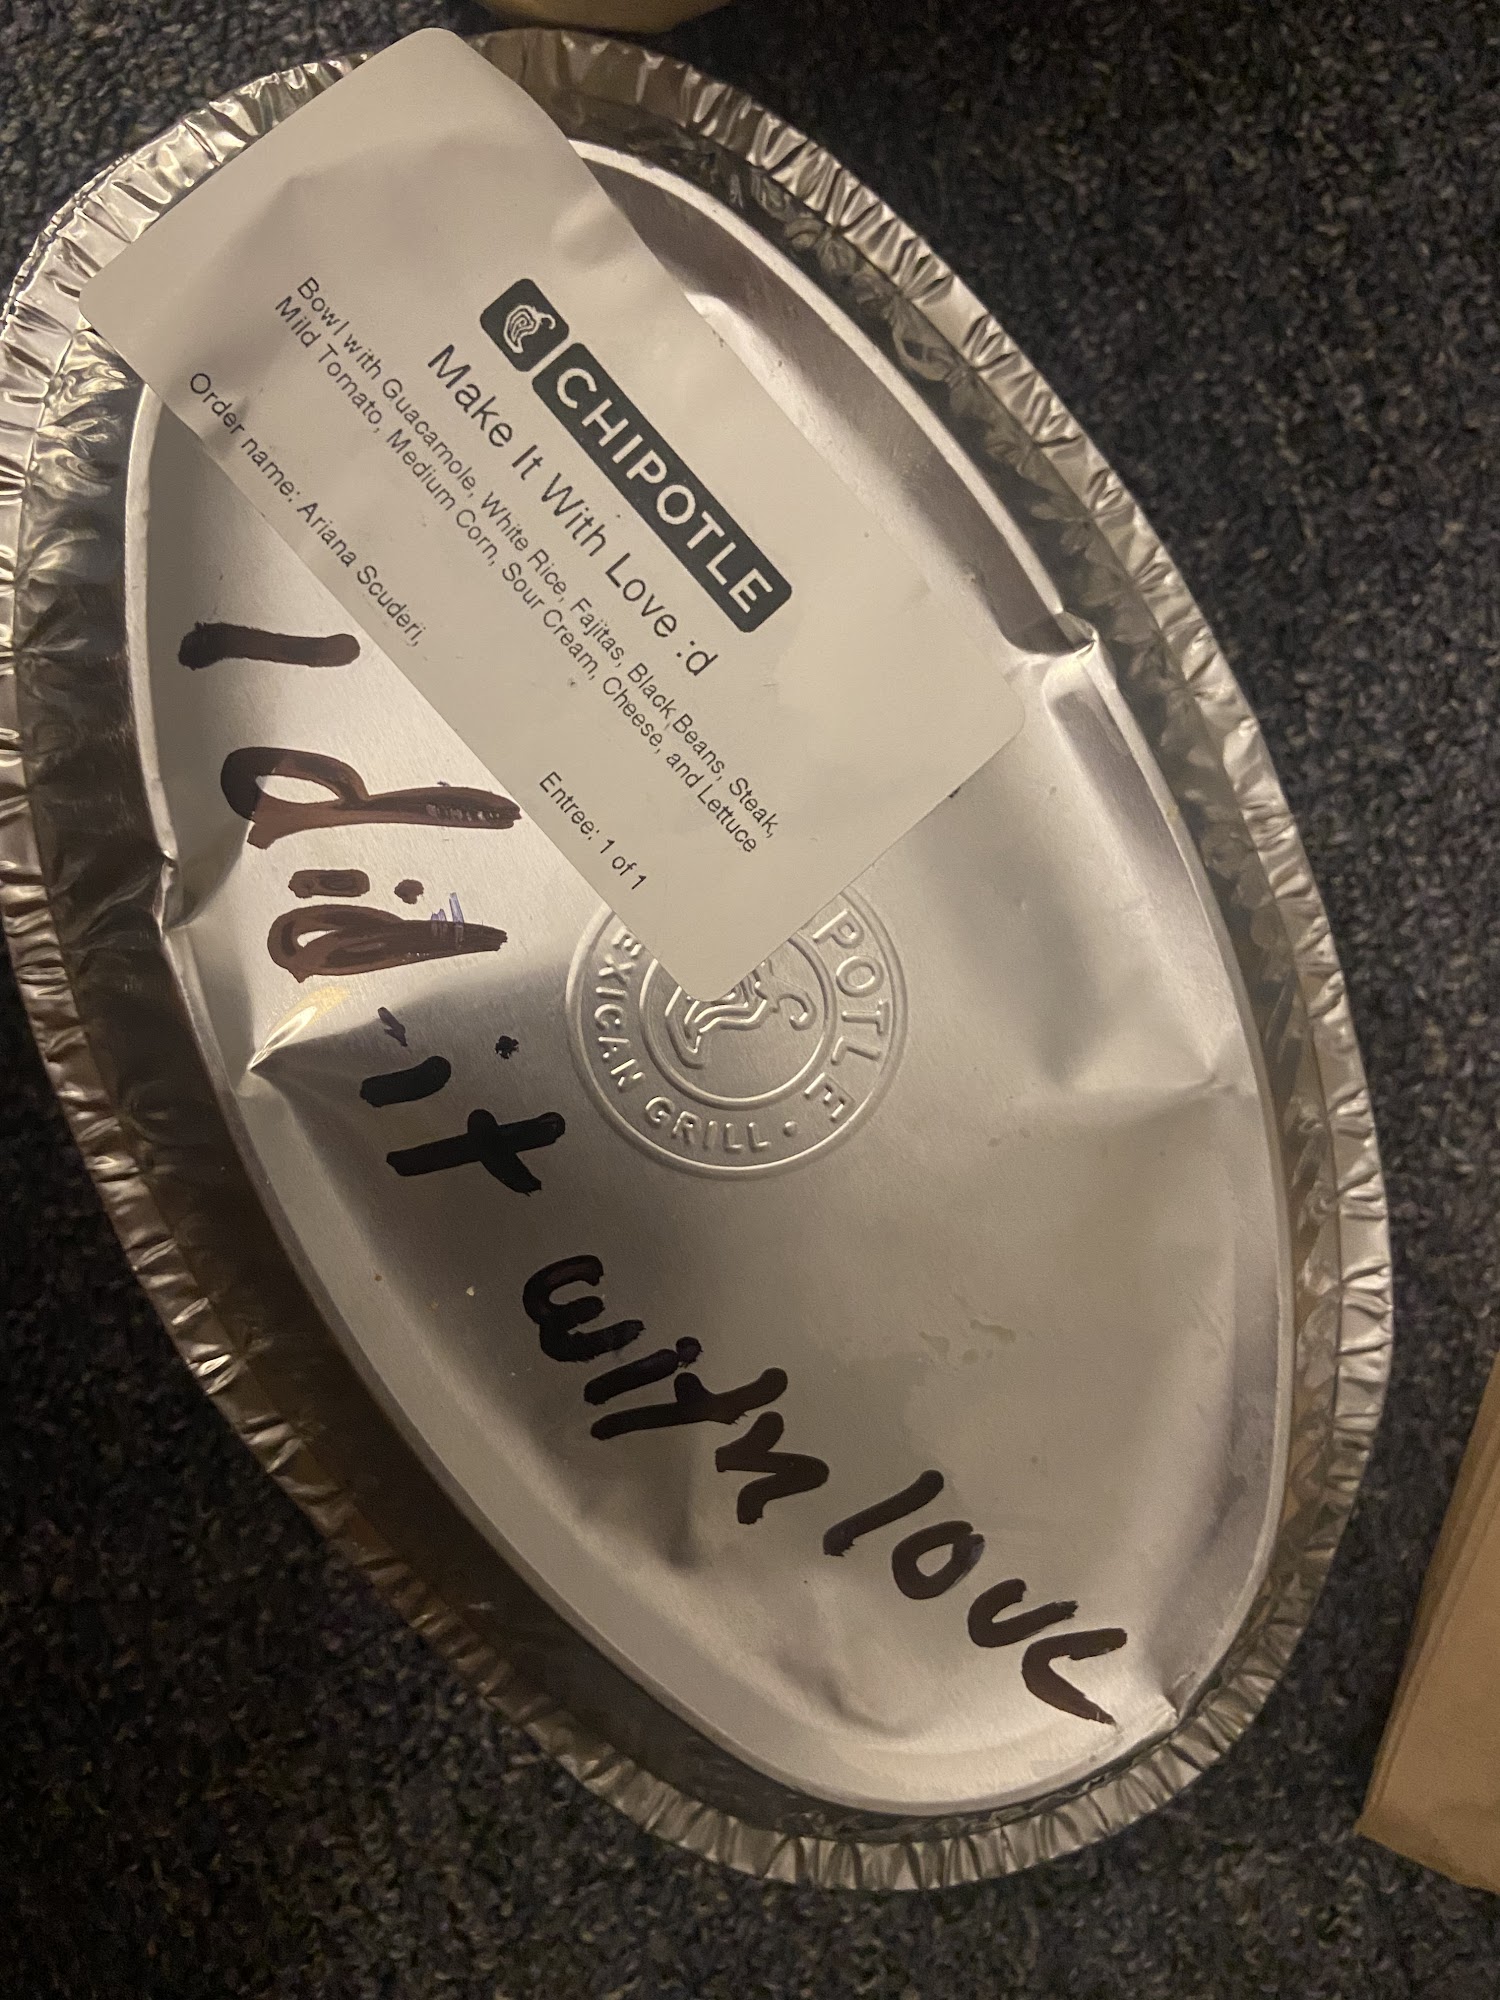 CHIPOTLE
Make It With Love :d
Bowl with Guacamole, White Rice, Fajitas, Black Beans, Steak,
Mild Tomato, Medium Corn, Sour Cream, Cheese, and Lettuce
Order name: Ariana Scuderi,
Entree: 1 of 1
POTLE
EXICAN GRILL •
I did it with love